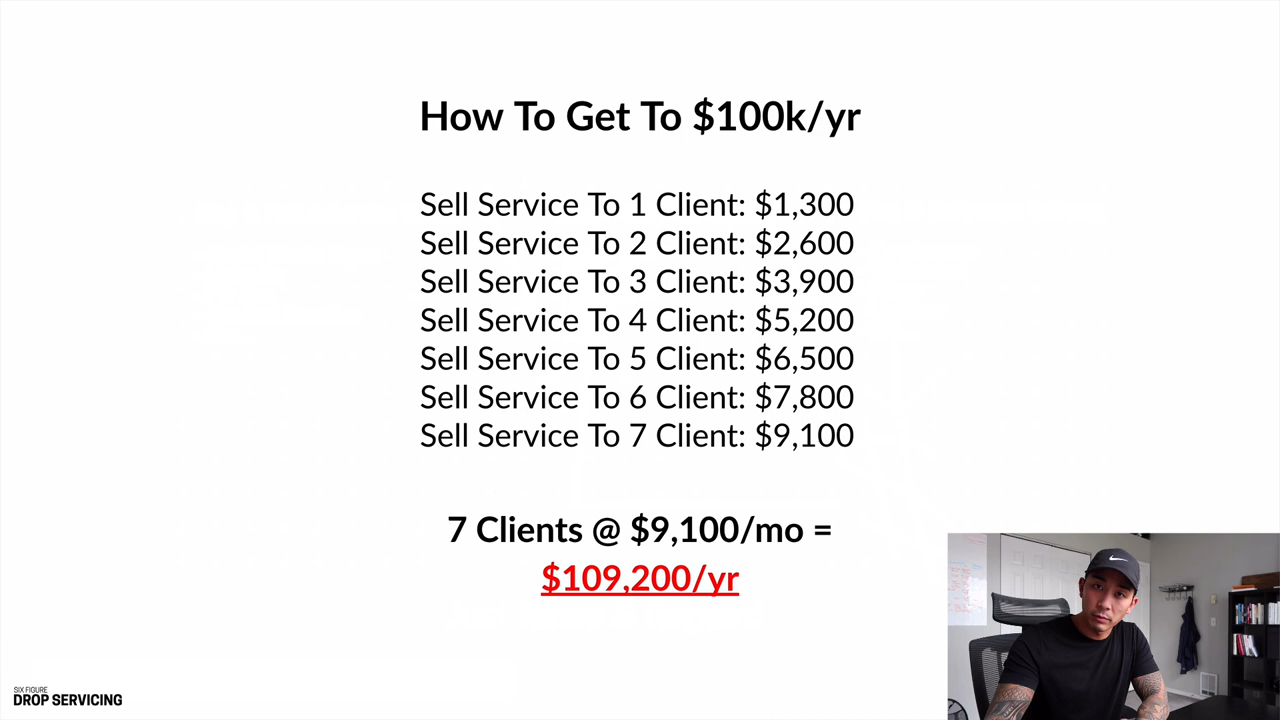 How To Get To $100k/yr
Sell Service To 1 Client: $1,300
Sell Service To 2 Client: $2,600
Sell Service To 3 Client: $3,900
Sell Service To 4 Client: $5,200
Sell Service To 5 Client: $6,500
Sell Service To 6 Client: $7,800
Sell Service To 7 Client: $9,100
7 Clients @ $9,100/mo =
$109,200/yr
SIX FIGURE
DROP SERVICING